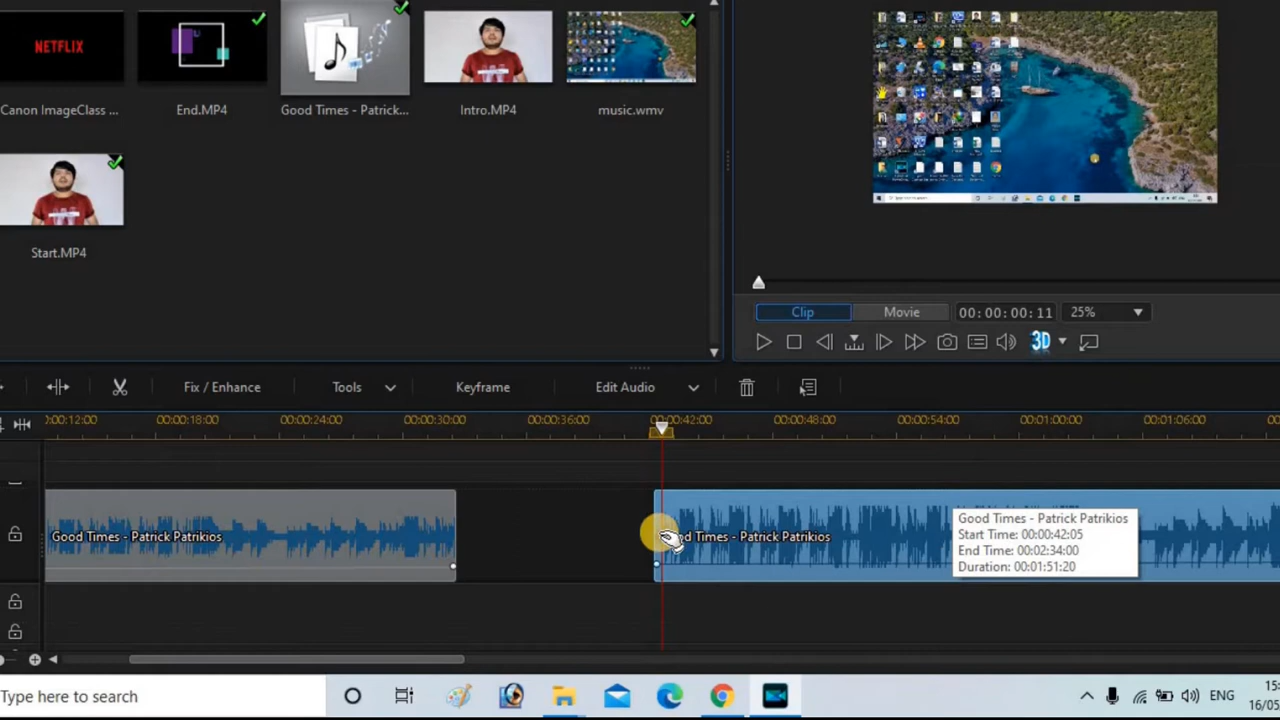 NETFLIX
Canon ImageClass ...
End.MP4
Good Times - Patrick...
Intro.MP4
music.wmv
Start.MP4
Clip
Movie
00:00:00:11
25%
3D
Fix / Enhance
Tools
Keyframe
Edit Audio
:00:12:00
00:00:18:00
00:00:24:00
00:00:30:00
00:00:36:00
00:00:42:00
00:00:48:00
00:00:54:00
00:01:00:00
00:01:06:00
Good Times - Patrick Patrikios
d Times - Patrick Patrikios
Good Times - Patrick Patrikios
Start Time: 00:00:42:05
End Time: 00:02:34:00
Duration: 00:01:51:20
Type here to search
ENG
15:
16/05